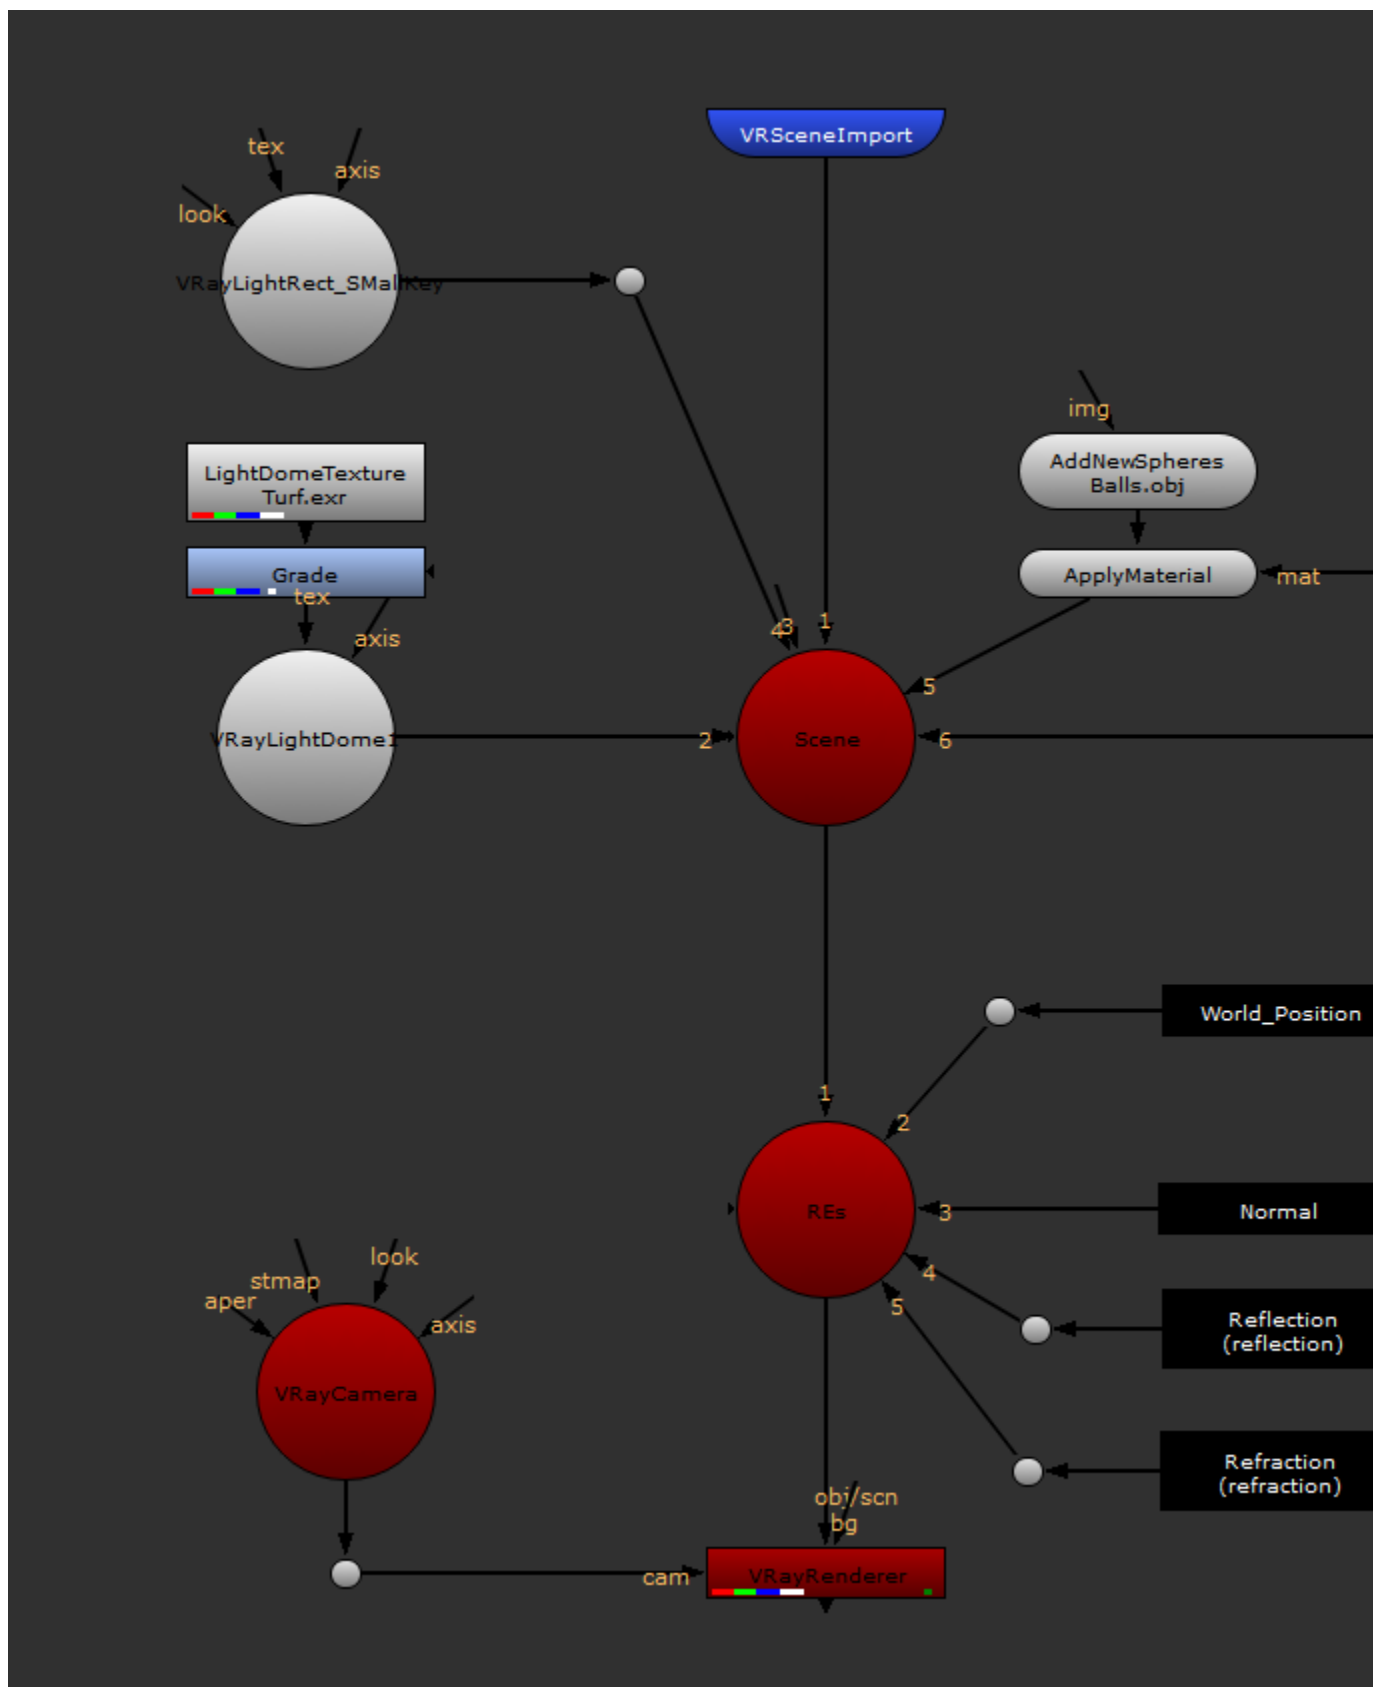 VRSceneImport
tex
axis
look
VRayLightRect_SMallKey
img
AddNewSpheres
Balls.obj
LightDomeTexture
Turf.exr
Grade
ApplyMaterial
mat
tex
axis
4
3
1
5
VRayLightDome1
2
Scene
6
World_Position
1
2
REs
3
Normal
look
stmap
aper
axis
4
5
Reflection
(reflection)
VRayCamera
Refraction
(refraction)
obj/scn
bg
cam
VRayRenderer